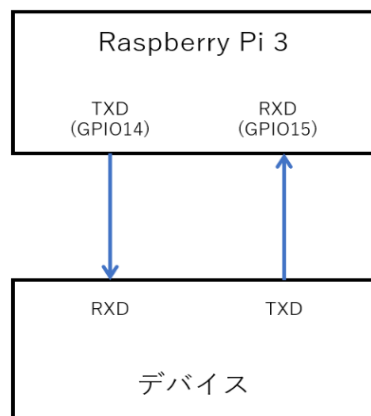 Raspberry Pi 3
TXD RXD
(GPIO14) (GPIO15)
RXD TXD
デバイス